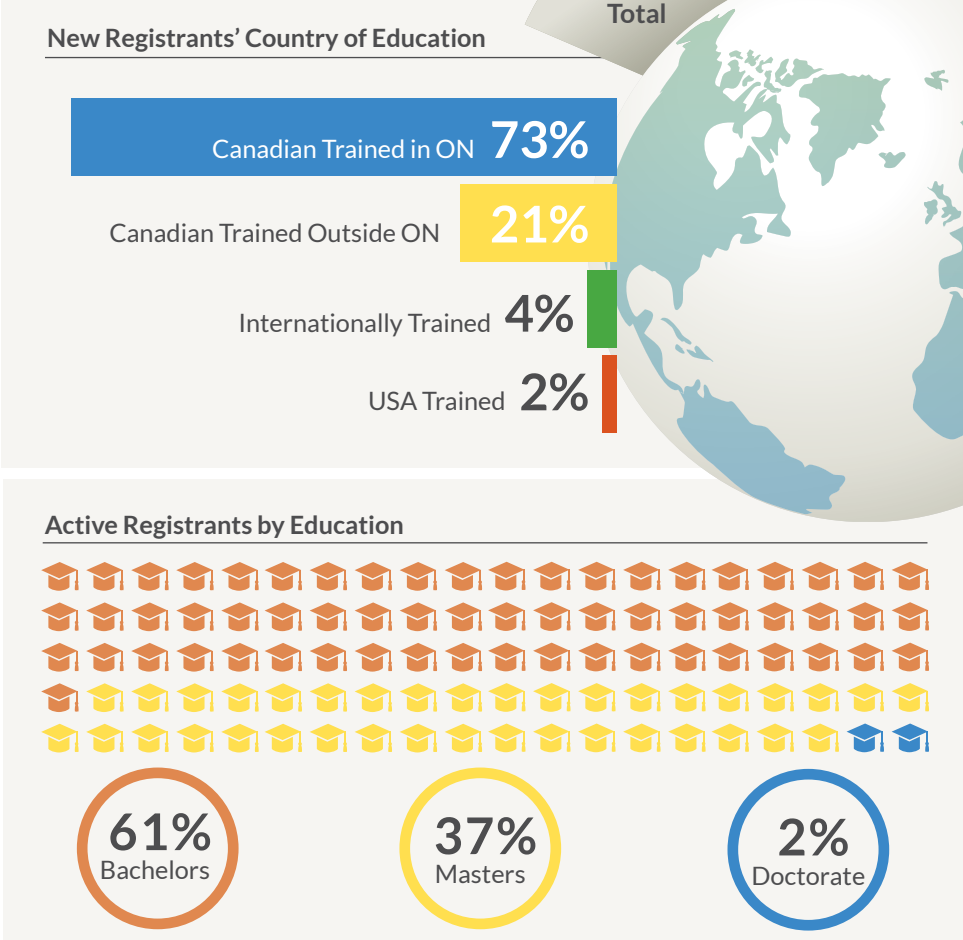 Total
New Registrants’ Country of Education
Canadian Trained in ON 73%
Canadian Trained Outside ON 21%
Internationally Trained 4%
USA Trained 2%
Active Registrants by Education
61%
Bachelors
37%
Masters
2%
Doctorate